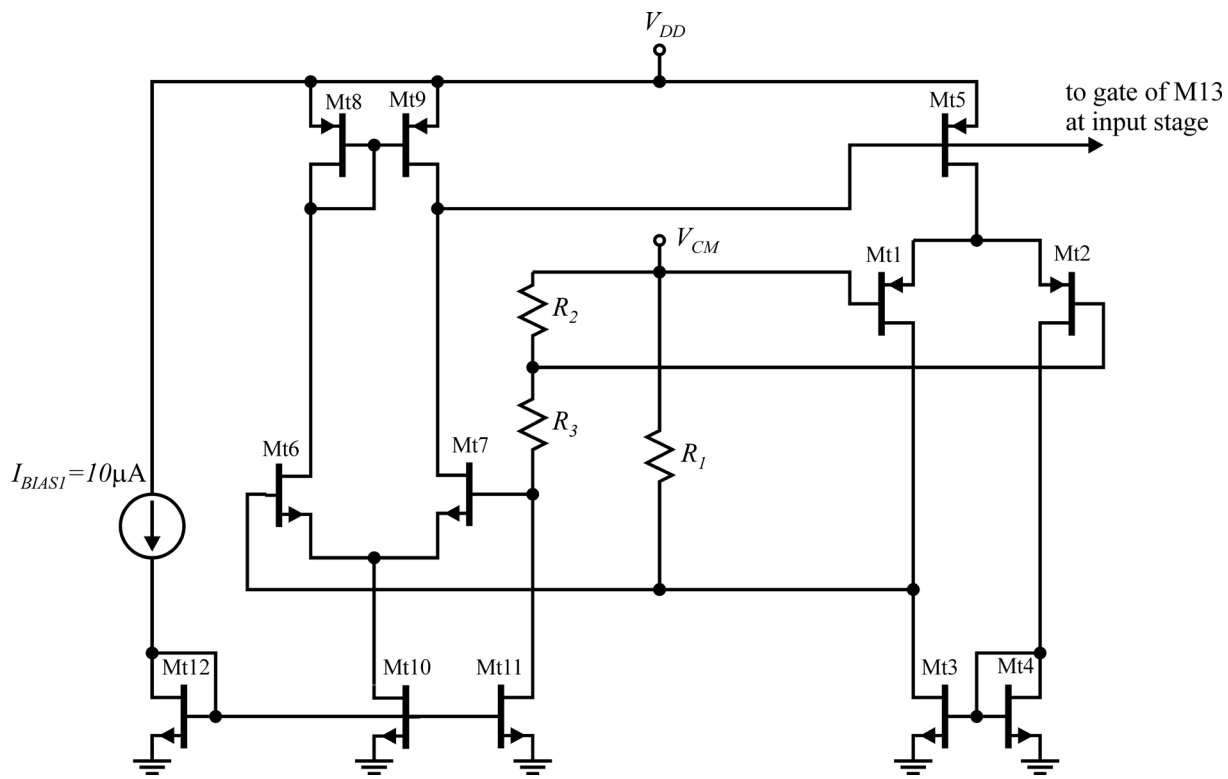 V_DD
Mt8
Mt9
Mt5
to gate of M13
at input stage
V_CM
Mt1
Mt2
R_2
R_3
R_1
Mt6
Mt7
I_BIAS1=10μA
Mt12
Mt10
Mt11
Mt3
Mt4